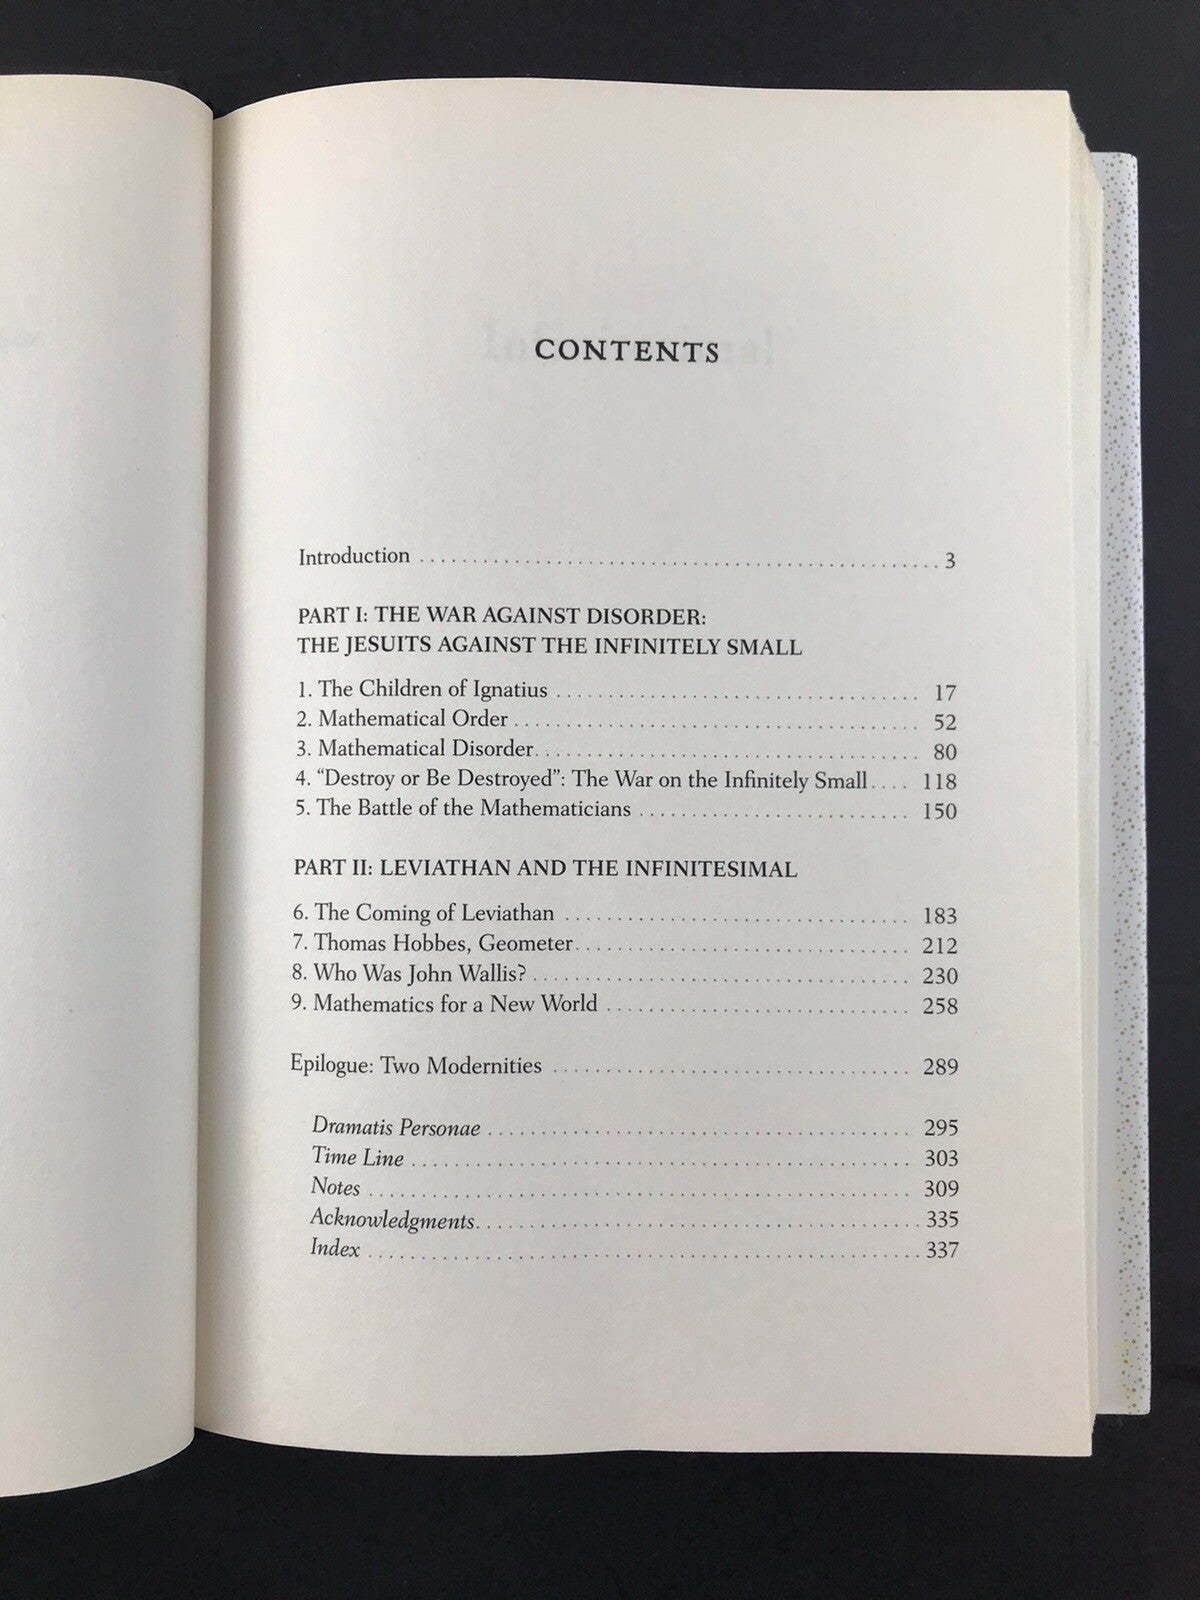 CONTENTS
Introduction 3
PART I: THE WAR AGAINST DISORDER:
THE JESUITS AGAINST THE INFINITELY SMALL
1. The Children of Ignatius 17
2. Mathematical Order 52
3. Mathematical Disorder 80
4. “Destroy or Be Destroyed”: The War on the Infinitely Small 118
5. The Battle of the Mathematicians 150
PART II: LEVIATHAN AND THE INFINITESIMAL
6. The Coming of Leviathan 183
7. Thomas Hobbes, Geometer 212
8. Who Was John Wallis? 230
9. Mathematics for a New World 258
Epilogue: Two Modernities 289
Dramatis Personae 295
Time Line 303
Notes 309
Acknowledgments 335
Index 337